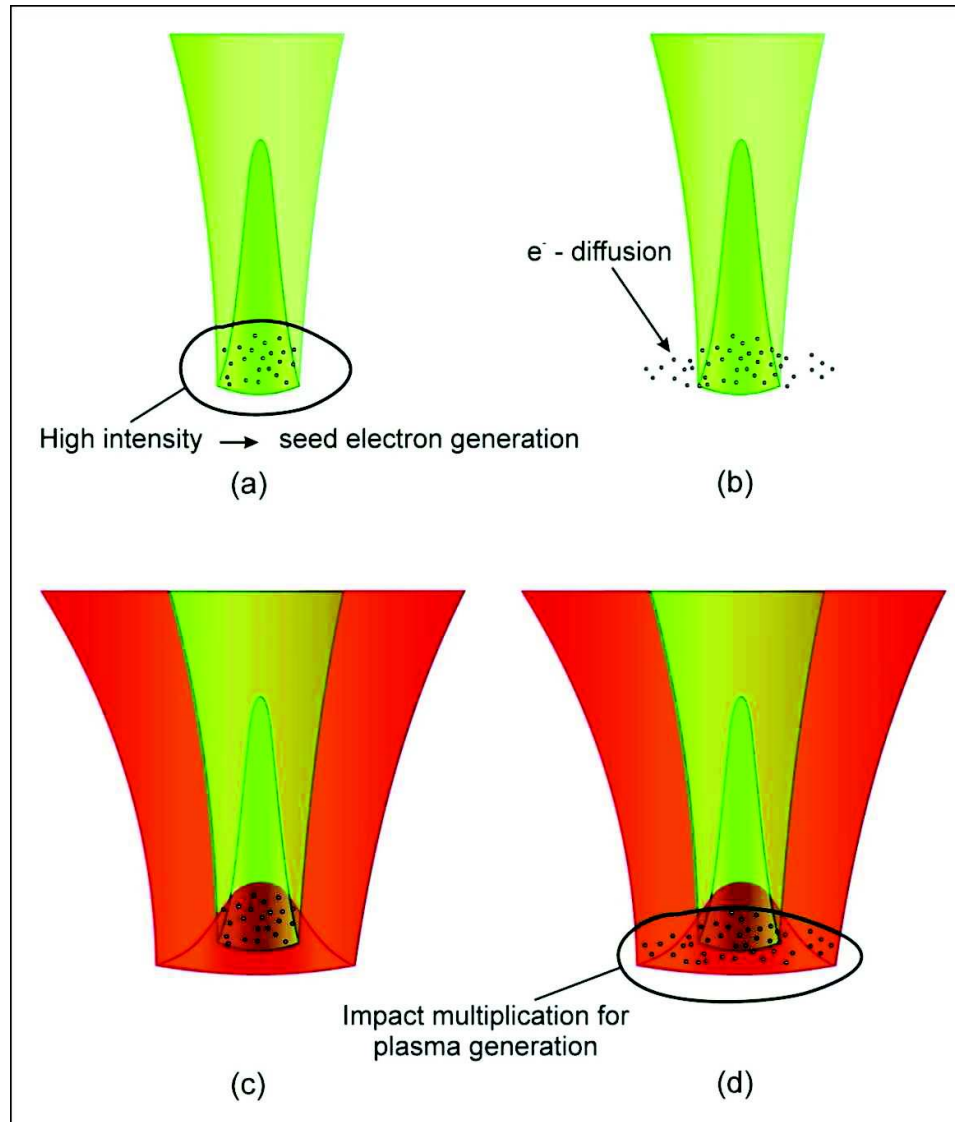 e⁻ - diffusion
High intensity → seed electron generation
(a)
(b)
Impact multiplication for
plasma generation
(c)
(d)